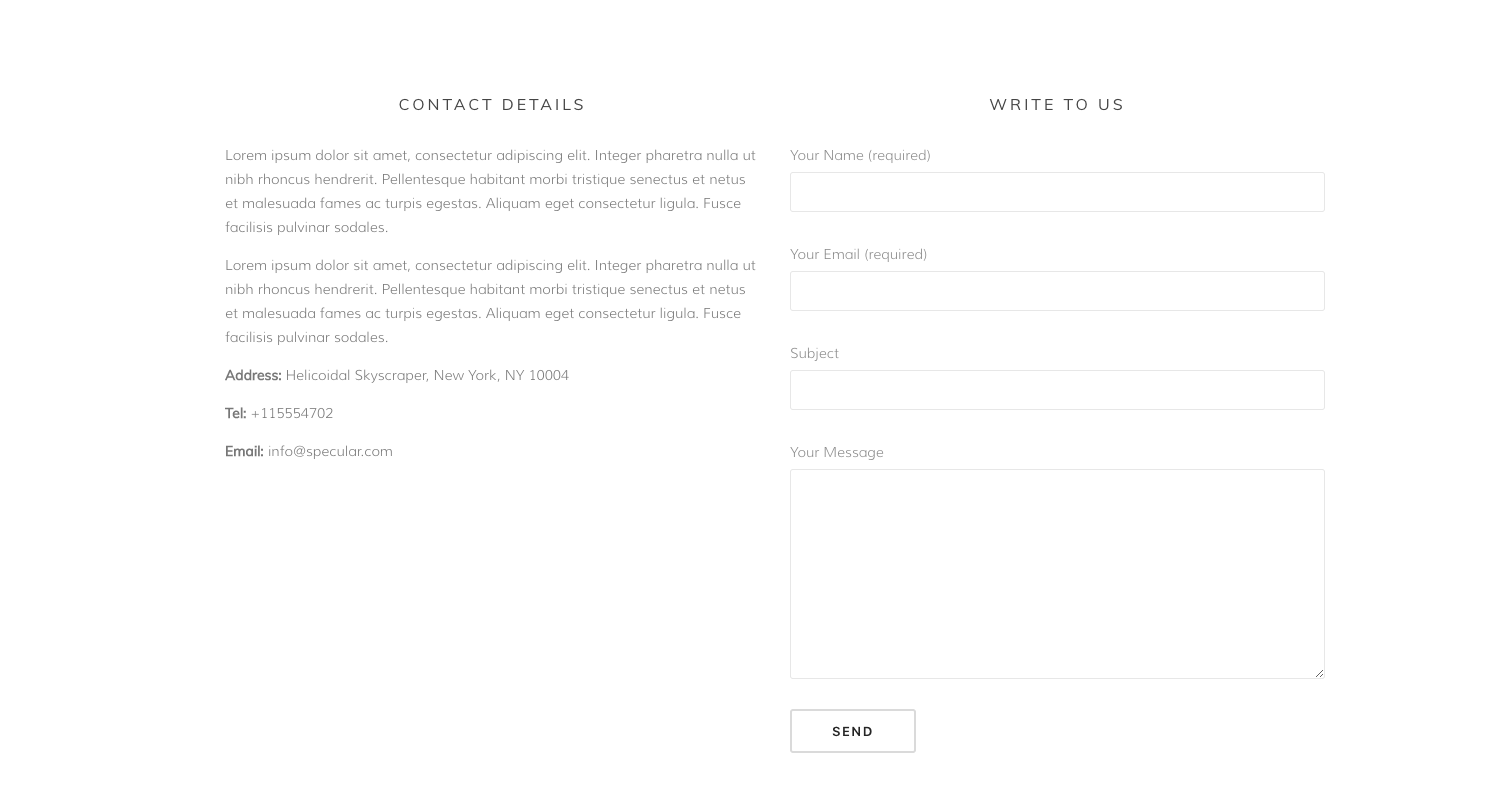 CONTACT DETAILS
Lorem ipsum dolor sit amet, consectetur adipiscing elit. Integer pharetra nulla ut
nibh rhoncus hendrerit. Pellentesque habitant morbi tristique senectus et netus
et malesuada fames ac turpis egestas. Aliquam eget consectetur ligula. Fusce
facilisis pulvinar sodales.
Lorem ipsum dolor sit amet, consectetur adipiscing elit. Integer pharetra nulla ut
nibh rhoncus hendrerit. Pellentesque habitant morbi tristique senectus et netus
et malesuada fames ac turpis egestas. Aliquam eget consectetur ligula. Fusce
facilisis pulvinar sodales.
Address: Helicoidal Skyscraper, New York, NY 10004
Tel: +115554702
Email: info@specular.com
WRITE TO US
Your Name (required)
Your Email (required)
Subject
Your Message
SEND